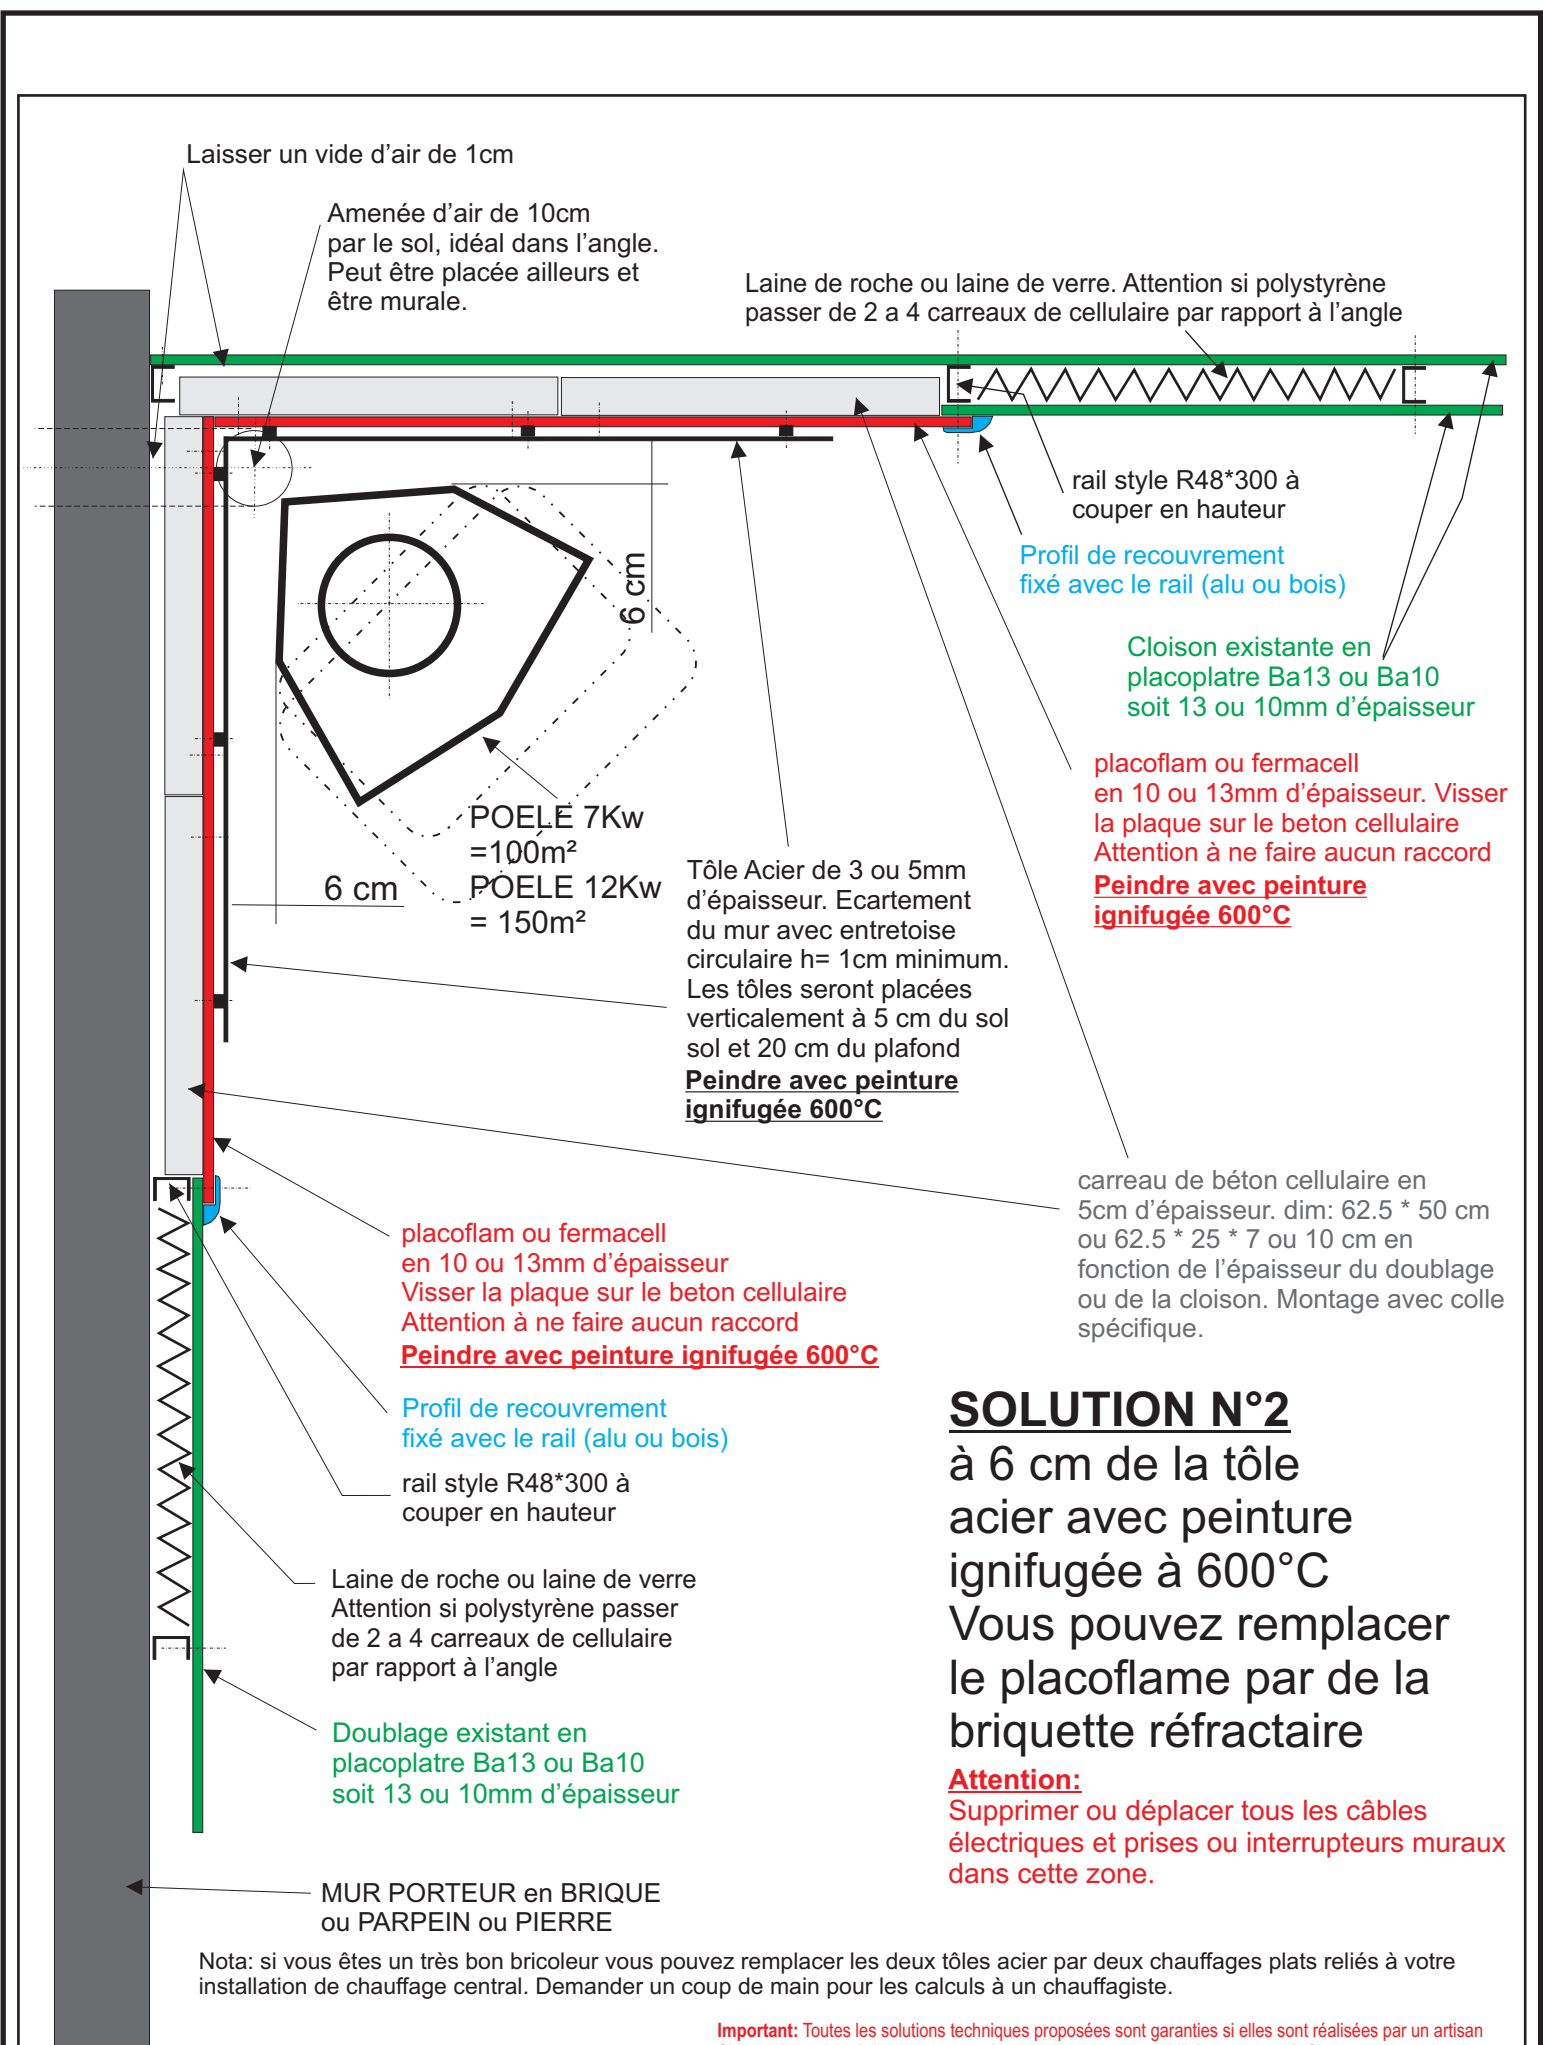 Laisser un vide d'air de 1cm
Amenée d'air de 10cm
par le sol, idéal dans l'angle.
Peut être placée ailleurs et
être murale.
Laine de roche ou laine de verre. Attention si polystyrène
passer de 2 a 4 carreaux de cellulaire par rapport à l'angle
rail style R48*300 à
couper en hauteur
Profil de recouvrement
fixé avec le rail (alu ou bois)
Cloison existante en
placoplatre Ba13 ou Ba10
soit 13 ou 10mm d'épaisseur
placoflam ou fermacell
en 10 ou 13mm d'épaisseur. Visser
la plaque sur le beton cellulaire
Attention à ne faire aucun raccord
Peindre avec peinture
ignifugée 600°C
6 cm
POELE 7Kw
=100m²
POELE 12Kw
= 150m²
6 cm
Tôle Acier de 3 ou 5mm
d'épaisseur. Ecartement
du mur avec entretoise
circulaire h= 1cm minimum.
Les tôles seront placées
verticalement à 5 cm du sol
sol et 20 cm du plafond
Peindre avec peinture
ignifugée 600°C
carreau de béton cellulaire en
5cm d'épaisseur. dim: 62.5 * 50 cm
ou 62.5 * 25 * 7 ou 10 cm en
fonction de l'épaisseur du doublage
ou de la cloison. Montage avec colle
spécifique.
placoflam ou fermacell
en 10 ou 13mm d'épaisseur
Visser la plaque sur le beton cellulaire
Attention à ne faire aucun raccord
Peindre avec peinture ignifugée 600°C
Profil de recouvrement
fixé avec le rail (alu ou bois)
rail style R48*300 à
couper en hauteur
Laine de roche ou laine de verre
Attention si polystyrène passer
de 2 a 4 carreaux de cellulaire
par rapport à l'angle
Doublage existant en
placoplatre Ba13 ou Ba10
soit 13 ou 10mm d'épaisseur
MUR PORTEUR en BRIQUE
ou PARPEIN ou PIERRE
SOLUTION N°2
à 6 cm de la tôle
acier avec peinture
ignifugée à 600°C
Vous pouvez remplacer
le placoflame par de la
briquette réfractaire
Attention:
Supprimer ou déplacer tous les câbles
électriques et prises ou interrupteurs muraux
dans cette zone.
Nota: si vous êtes un très bon bricoleur vous pouvez remplacer les deux tôles acier par deux chauffages plats reliés à votre
installation de chauffage central. Demander un coup de main pour les calculs à un chauffagiste.
Important: Toutes les solutions techniques proposées sont garanties si elles sont réalisées par un artisan